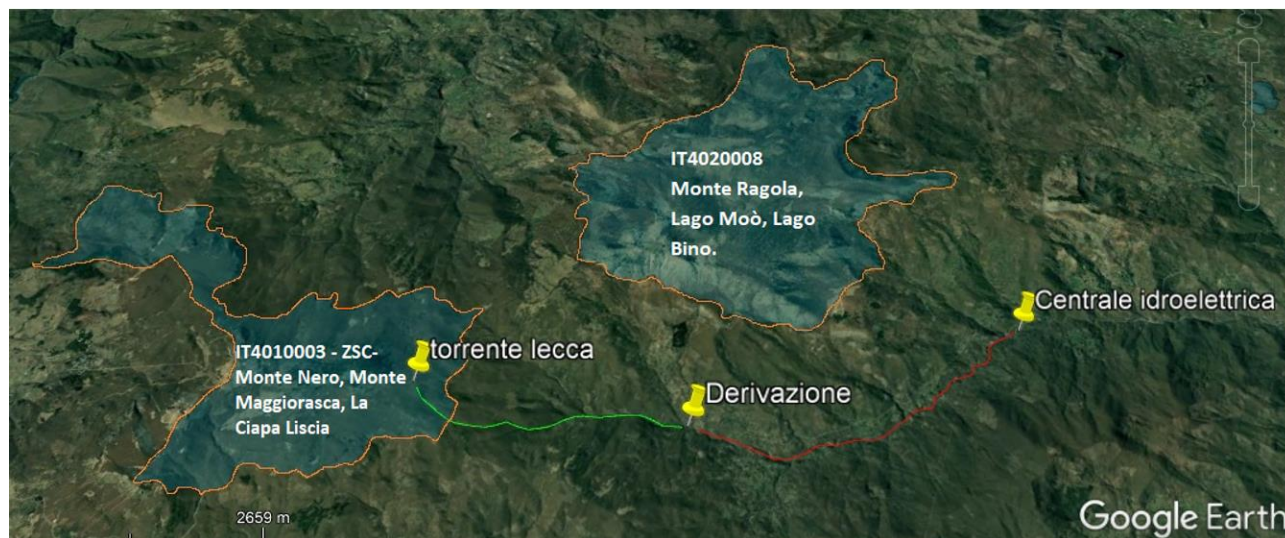 IT4020008
Monte Ragola,
Lago Moò, Lago
Bino.
Centrale idroelettrica
torrente lecca
IT4010003 - ZSC-
Monte Nero, Monte
Maggiorasca, La
Ciapa Liscia
Derivazione
2659 m
Google Earth